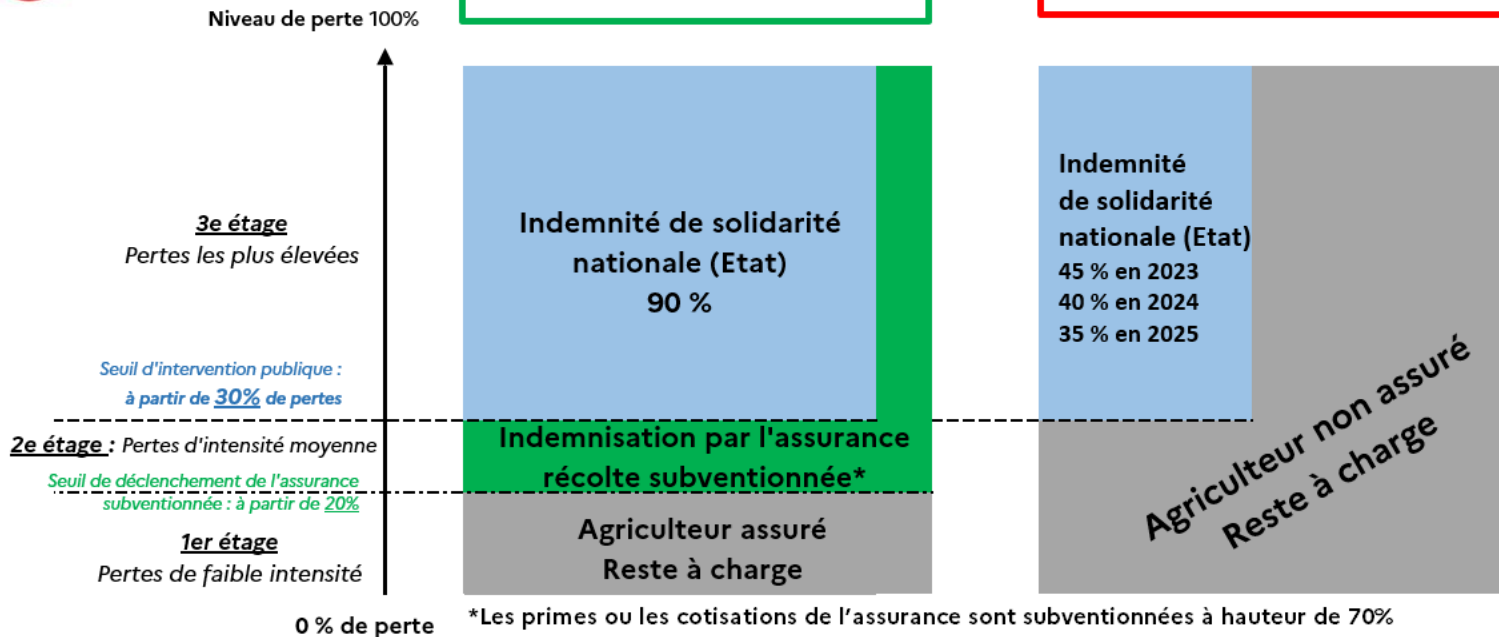 Niveau de perte 100%
3e étage
Pertes les plus élevées
Seuil d'intervention publique :
à partir de 30% de pertes
2e étage : Pertes d'intensité moyenne
Seuil de déclenchement de l'assurance
subventionnée : à partir de 20%
1er étage
Pertes de faible intensité
0 % de perte
Indemnité de solidarité
nationale (Etat)
90 %
Indemnisation par l'assurance
récolte subventionnée*
Agriculteur assuré
Reste à charge
Indemnité
de solidarité
nationale (Etat)
45 % en 2023
40 % en 2024
35 % en 2025
Agriculteur non assuré
Reste à charge
*Les primes ou les cotisations de l’assurance sont subventionnées à hauteur de 70%